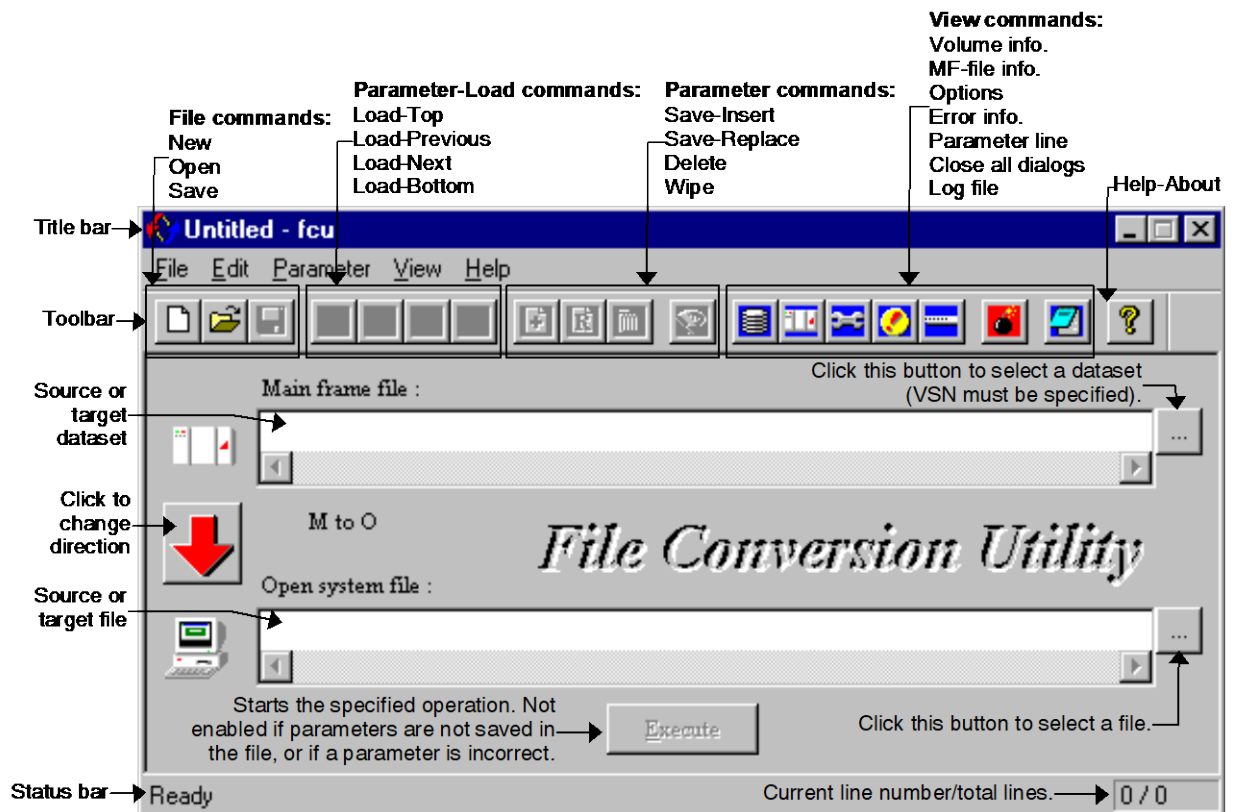 View commands:
Volume info.
MF-file info.
Options
Error info.
Parameter line
Close all dialogs
Log file
Parameter-Load commands:
Load-Top
Load-Previous
Load-Next
Load-Bottom
Parameter commands:
Save-Insert
Save-Replace
Delete
Wipe
File commands:
New
Open
Save
Help-About
Title bar
Untitled - fcu
File Edit Parameter View Help
Toolbar
Click this button to select a dataset
(VSN must be specified).
Source or
target
dataset
Main frame file :
...
Click to
change
direction
M to O
File Conversion Utility
Source or
target file
Open system file :
...
Starts the specified operation. Not
enabled if parameters are not saved in
the file, or if a parameter is incorrect.
Execute
Click this button to select a file.
Status bar
Ready
Current line number/total lines.
0 / 0